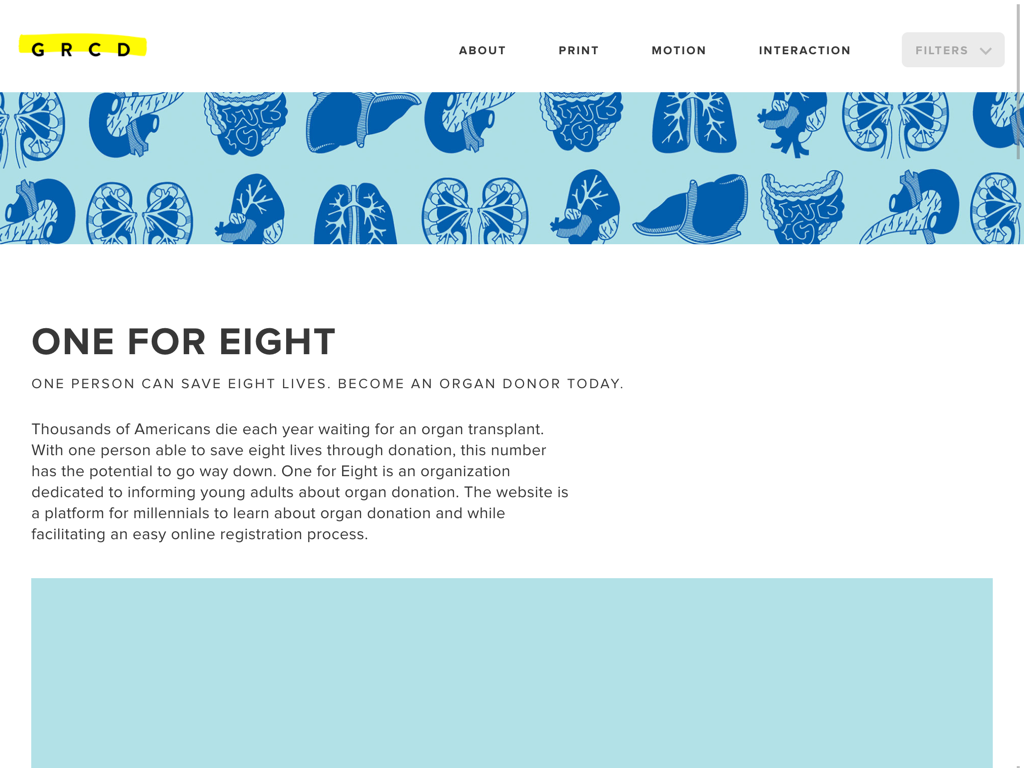 G R C D
ABOUT
PRINT
MOTION
INTERACTION
FILTERS
ONE FOR EIGHT
ONE PERSON CAN SAVE EIGHT LIVES. BECOME AN ORGAN DONOR TODAY.
Thousands of Americans die each year waiting for an organ transplant.
With one person able to save eight lives through donation, this number
has the potential to go way down. One for Eight is an organization
dedicated to informing young adults about organ donation. The website is
a platform for millennials to learn about organ donation and while
facilitating an easy online registration process.